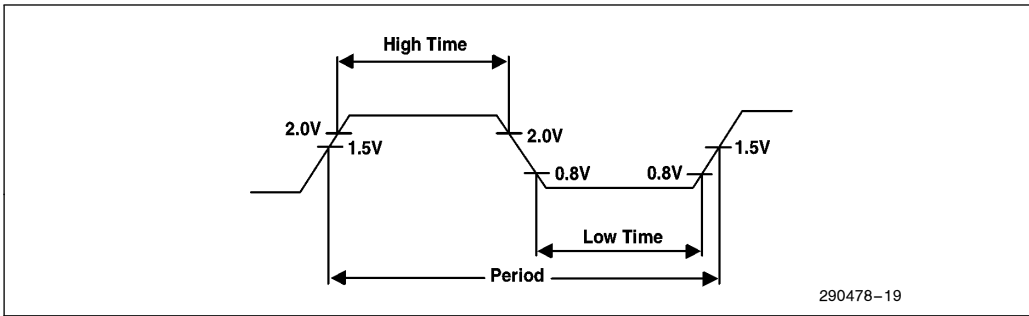 High Time
2.0V
1.5V
2.0V
1.5V
0.8V
0.8V
Low Time
Period
290478–19